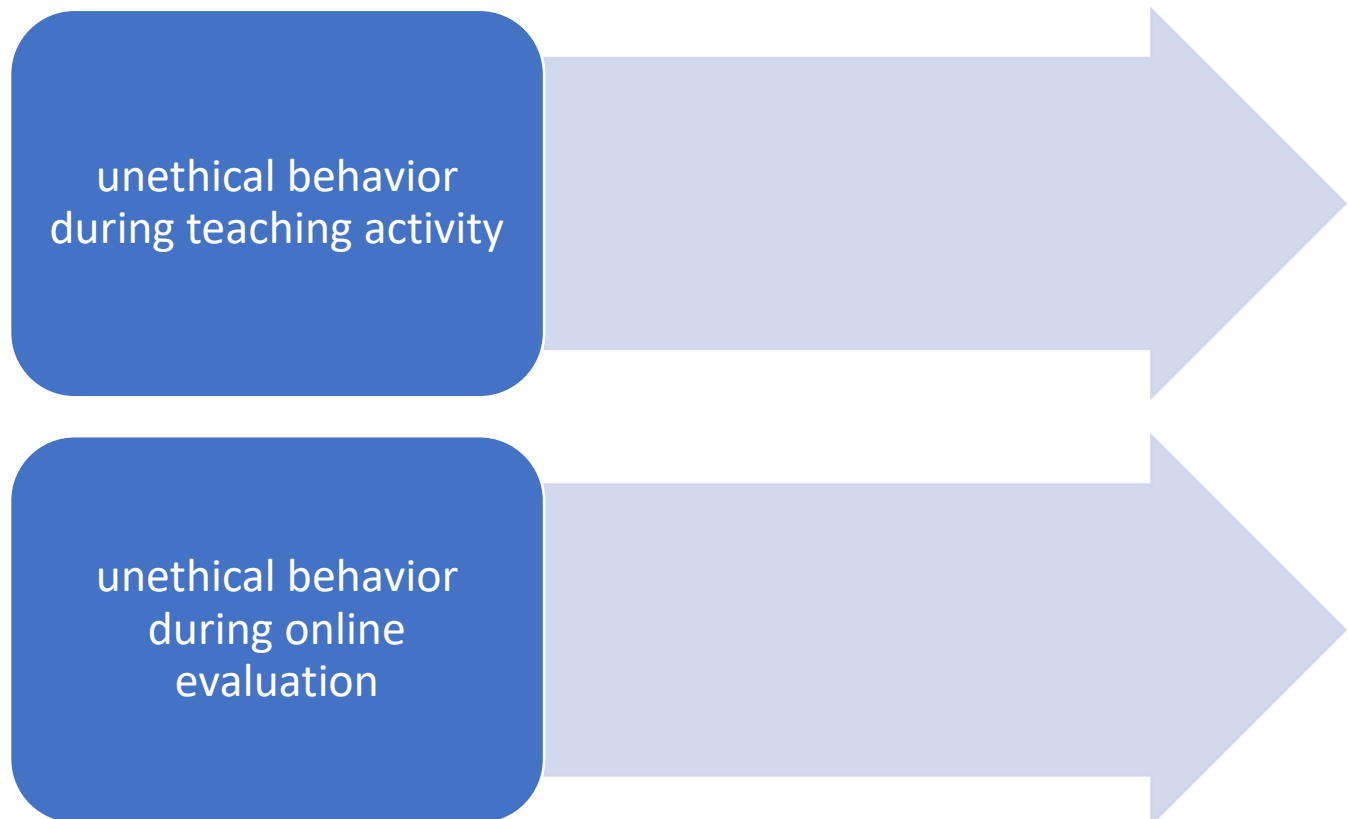 unethical behavior
during teaching activity
unethical behavior
during online
evaluation